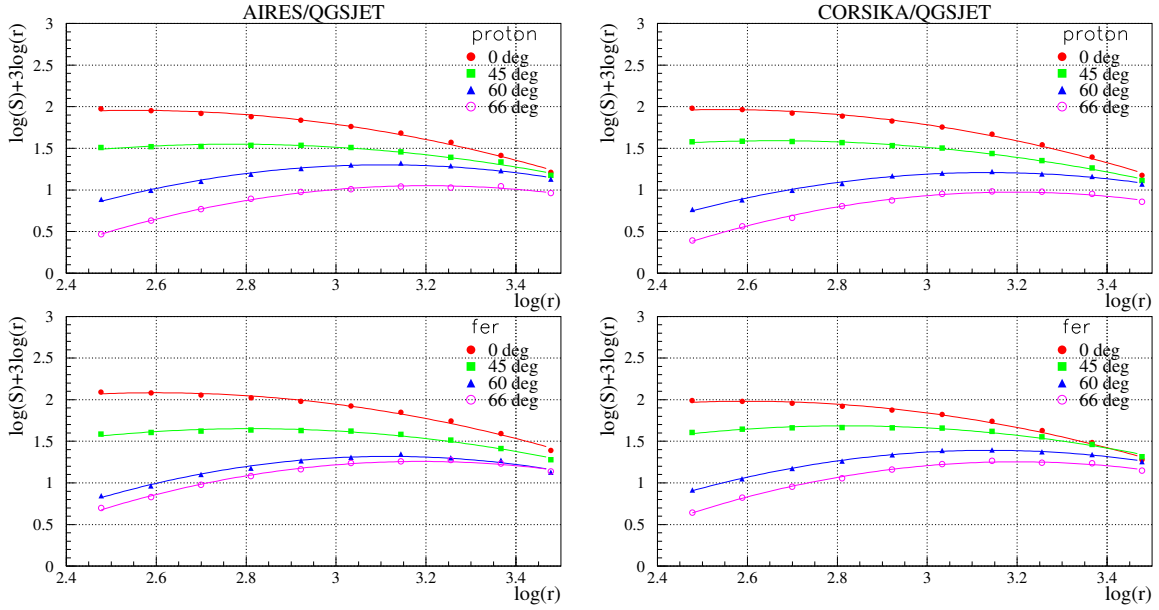 AIRES/QGSJET
log(S)+3log(r)
3
2.5
2
1.5
1
0.5
0
proton
0 deg
45 deg
60 deg
66 deg
2.4
2.6
2.8
3
3.2
3.4
log(r)
CORSIKA/QGSJET
log(S)+3log(r)
3
2.5
2
1.5
1
0.5
0
proton
0 deg
45 deg
60 deg
66 deg
2.4
2.6
2.8
3
3.2
3.4
log(r)
log(S)+3log(r)
3
2.5
2
1.5
1
0.5
0
fer
0 deg
45 deg
60 deg
66 deg
2.4
2.6
2.8
3
3.2
3.4
log(r)
log(S)+3log(r)
3
2.5
2
1.5
1
0.5
0
fer
0 deg
45 deg
60 deg
66 deg
2.4
2.6
2.8
3
3.2
3.4
log(r)